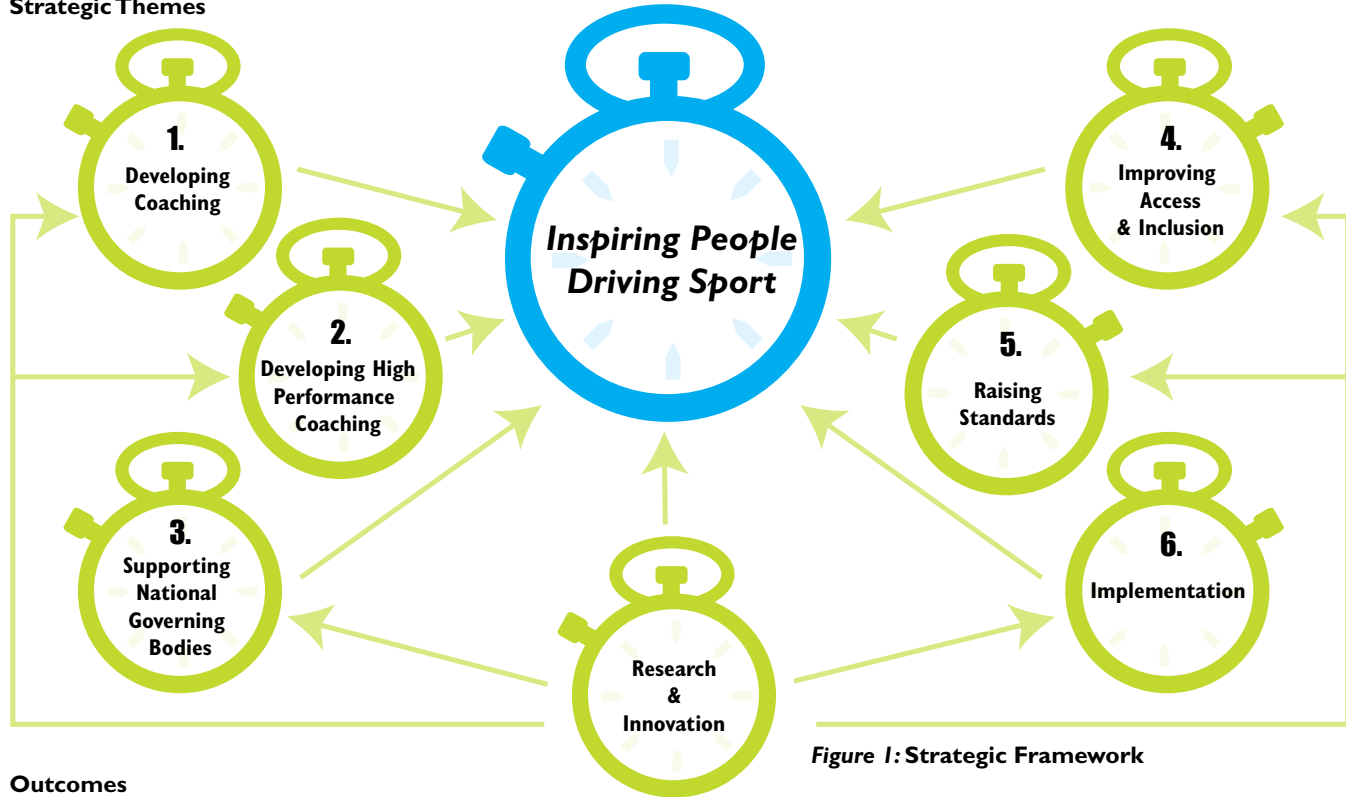 Strategic Themes
1.
Developing
Coaching
2.
Developing High
Performance
Coaching
3.
Supporting
National
Governing
Bodies
Inspiring People
Driving Sport
4.
Improving
Access
& Inclusion
5.
Raising
Standards
6.
Implementation
Research
&
Innovation
Figure 1: Strategic Framework
Outcomes